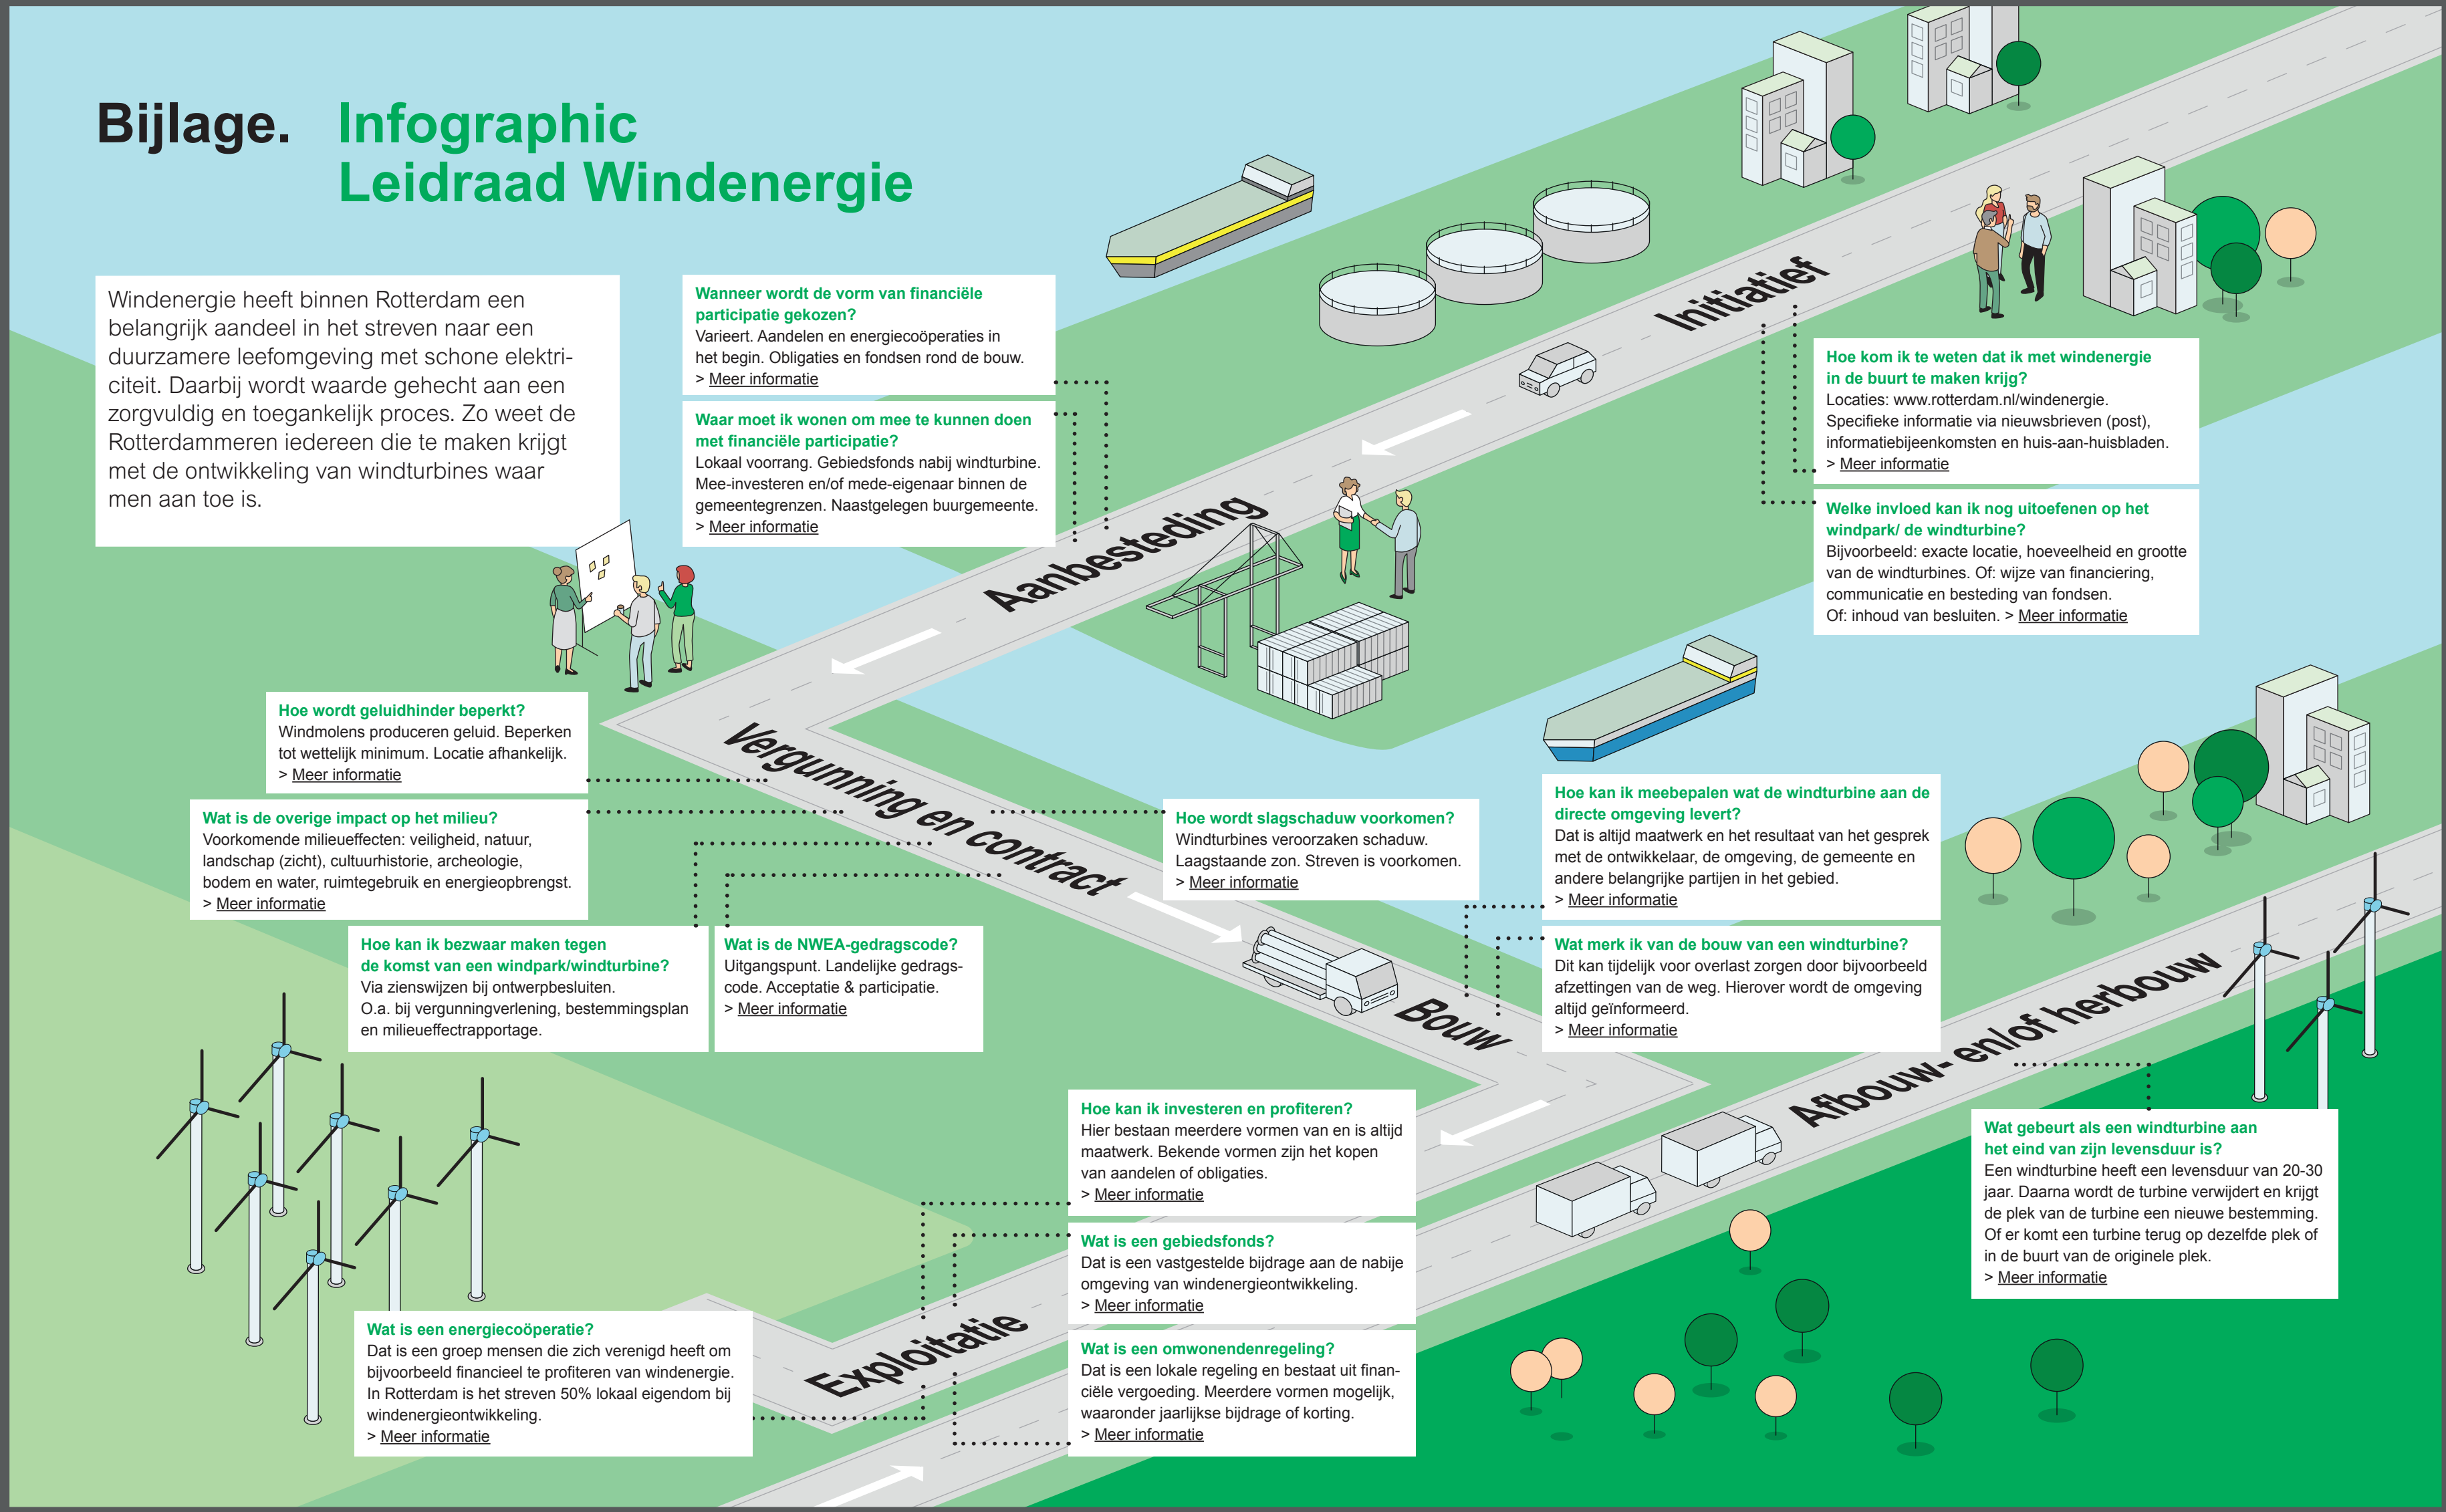 Bijlage. Infographic
Leidraad Windenergie
Windenergie heeft binnen Rotterdam een
belangrijk aandeel in het streven naar een
duurzamere leefomgeving met schone elektri-
citeit. Daarbij wordt waarde gehecht aan een
zorgvuldig en toegankelijk proces. Zo weet de
Rotterdammeren iedereen die te maken krijgt
met de ontwikkeling van windturbines waar
men aan toe is.
Wanneer wordt de vorm van financiële
participatie gekozen?
Varieert. Aandelen en energiecoöperaties in
het begin. Obligaties en fondsen rond de bouw.
> Meer informatie
Waar moet ik wonen om mee te kunnen doen
met financiële participatie?
Lokaal voorrang. Gebiedsfonds nabij windturbine.
Mee-investeren en/of mede-eigenaar binnen de
gemeentegrenzen. Naastgelegen buurgemeente.
> Meer informatie
Initiatief
Hoe kom ik te weten dat ik met windenergie
in de buurt te maken krijg?
Locaties: www.rotterdam.nl/windenergie.
Specifieke informatie via nieuwsbrieven (post),
informatiebijeenkomsten en huis-aan-huisbladen.
> Meer informatie
Welke invloed kan ik nog uitoefenen op het
windpark/ de windturbine?
Bijvoorbeeld: exacte locatie, hoeveelheid en grootte
van de windturbines. Of: wijze van financiering,
communicatie en besteding van fondsen.
Of: inhoud van besluiten. > Meer informatie
Aanbesteding
Hoe wordt geluidhinder beperkt?
Windmolens produceren geluid. Beperken
tot wettelijk minimum. Locatie afhankelijk.
> Meer informatie
Wat is de overige impact op het milieu?
Voorkomende milieueffecten: veiligheid, natuur,
landschap (zicht), cultuurhistorie, archeologie,
bodem en water, ruimtegebruik en energieopbrengst.
> Meer informatie
Vergunning en contract
Hoe wordt slagschaduw voorkomen?
Windturbines veroorzaken schaduw.
Laagstaande zon. Streven is voorkomen.
> Meer informatie
Hoe kan ik bezwaar maken tegen
de komst van een windpark/windturbine?
Via zienswijzen bij ontwerpbesluiten.
O.a. bij vergunningverlening, bestemmingsplan
en milieueffectrapportage.
Wat is de NWEA-gedragscode?
Uitgangspunt. Landelijke gedrags-
code. Acceptatie & participatie.
> Meer informatie
Hoe kan ik meebepalen wat de windturbine aan de
directe omgeving levert?
Dat is altijd maatwerk en het resultaat van het gesprek
met de ontwikkelaar, de omgeving, de gemeente en
andere belangrijke partijen in het gebied.
> Meer informatie
Wat merk ik van de bouw van een windturbine?
Dit kan tijdelijk voor overlast zorgen door bijvoorbeeld
afzettingen van de weg. Hierover wordt de omgeving
altijd geïnformeerd.
> Meer informatie
Bouw
Afbouw- en/of herbouw
Hoe kan ik investeren en profiteren?
Hier bestaan meerdere vormen van en is altijd
maatwerk. Bekende vormen zijn het kopen
van aandelen of obligaties.
> Meer informatie
Wat is een gebiedsfonds?
Dat is een vastgestelde bijdrage aan de nabije
omgeving van windenergieontwikkeling.
> Meer informatie
Wat is een omwonendenregeling?
Dat is een lokale regeling en bestaat uit finan-
ciële vergoeding. Meerdere vormen mogelijk,
waaronder jaarlijkse bijdrage of korting.
> Meer informatie
Wat gebeurt als een windturbine aan
het eind van zijn levensduur is?
Een windturbine heeft een levensduur van 20-30
jaar. Daarna wordt de turbine verwijdert en krijgt
de plek van de turbine een nieuwe bestemming.
Of er komt een turbine terug op dezelfde plek of
in de buurt van de originele plek.
> Meer informatie
Exploitatie
Wat is een energiecoöperatie?
Dat is een groep mensen die zich verenigd heeft om
bijvoorbeeld financieel te profiteren van windenergie.
In Rotterdam is het streven 50% lokaal eigendom bij
windenergieontwikkeling.
> Meer informatie